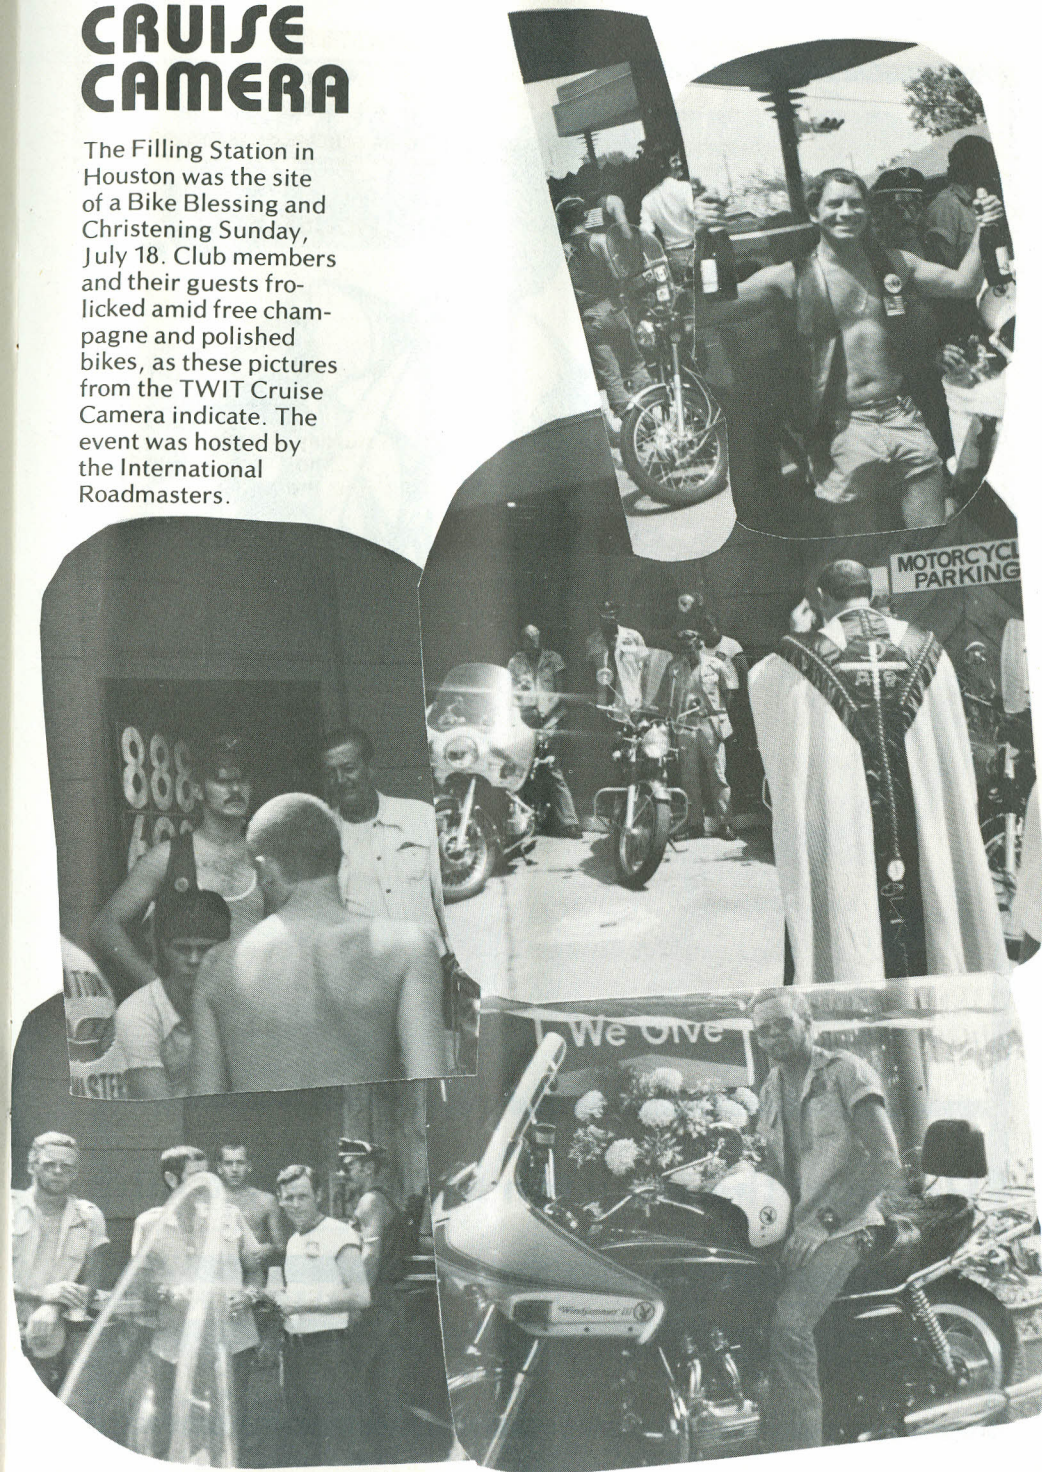 CRUISE
CAMERA
The Filling Station in
Houston was the site
of a Bike Blessing and
Christening Sunday,
July 18. Club members
and their guests fro-
licked amid free cham-
pagne and polished
bikes, as these pictures
from the TWIT Cruise
Camera indicate. The
event was hosted by
the International
Roadmasters.
MOTORCYCL
PARKING
888
We Give
Windjammer III